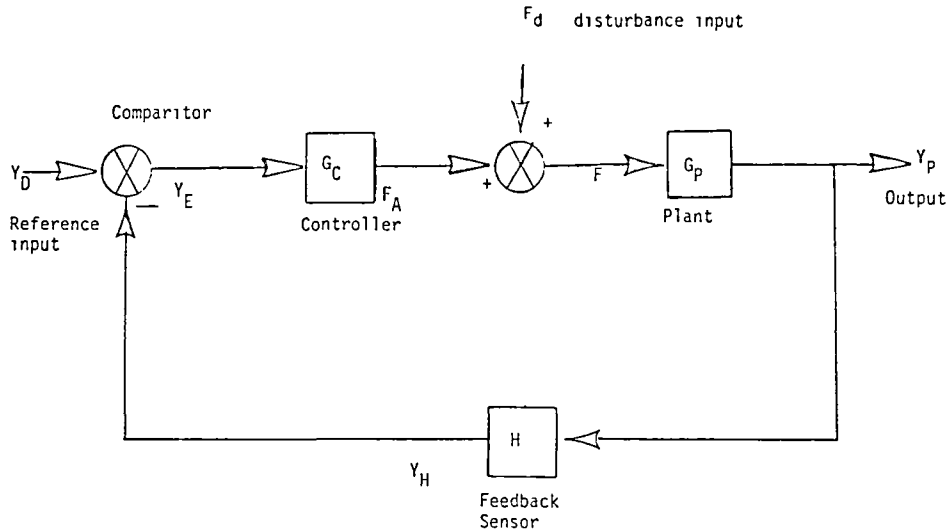 F_d disturbance input
Comparitor
+
Y_D
Y_E
G_C
F_A
+
F
G_P
Y_P
Output
—
Reference
input
Controller
Plant
H
Y_H
Feedback
Sensor